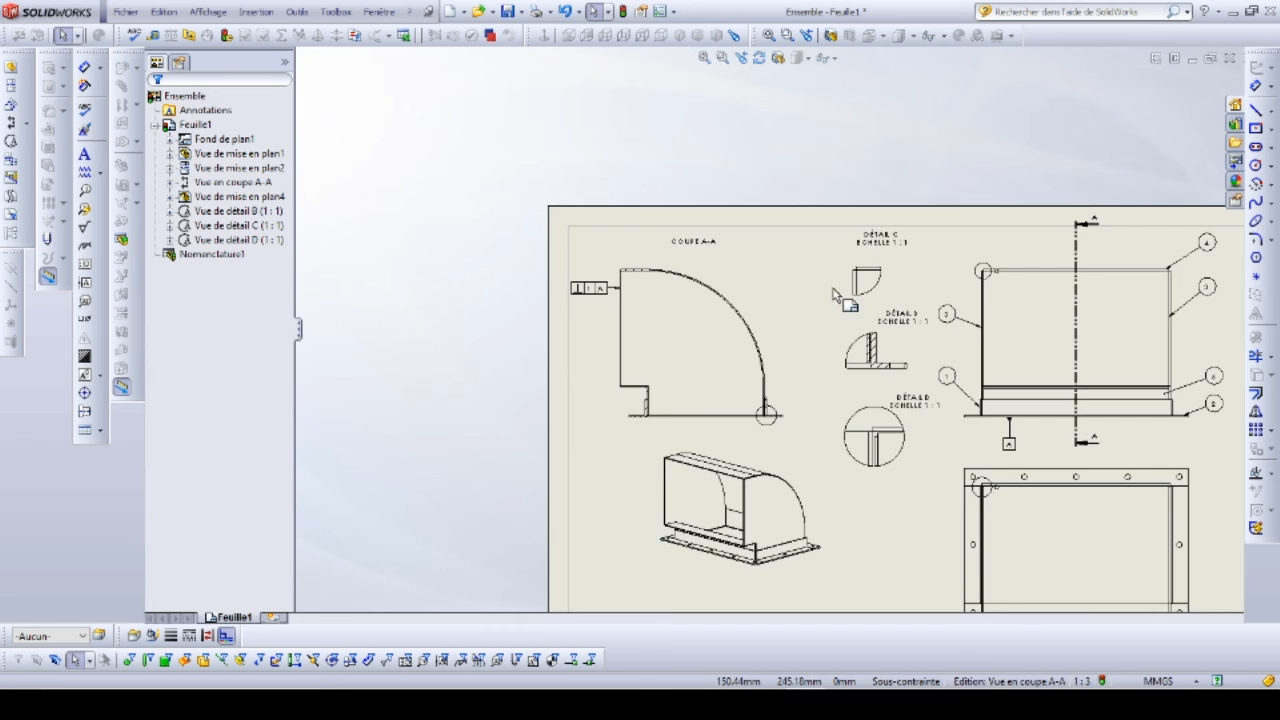 SOLIDWORKS
Fichier Edition Affichage Insertion Outils Toolbox Fenêtre ?
Ensemble - Feuille1 *
Rechercher dans l'aide de SolidWorks
Ensemble
Annotations
Feuille1
Fond de plan1
Vue de mise en plan1
Vue de mise en plan2
Vue en coupe A-A
Vue de mise en plan4
Vue de détail B (1 : 1)
Vue de détail C (1 : 1)
Vue de détail D (1 : 1)
Nomenclature1
COUPE A-A
DÉTAIL C
ECHELLE 1 : 1
DÉTAIL B
ECHELLE 1 : 1
DÉTAIL D
ECHELLE 1 : 1
A
A
A
1
Feuille1
-Aucun-
150.44mm 245.18mm 0mm Sous-contrainte Edition: Vue en coupe A-A 1 : 3 MMGS